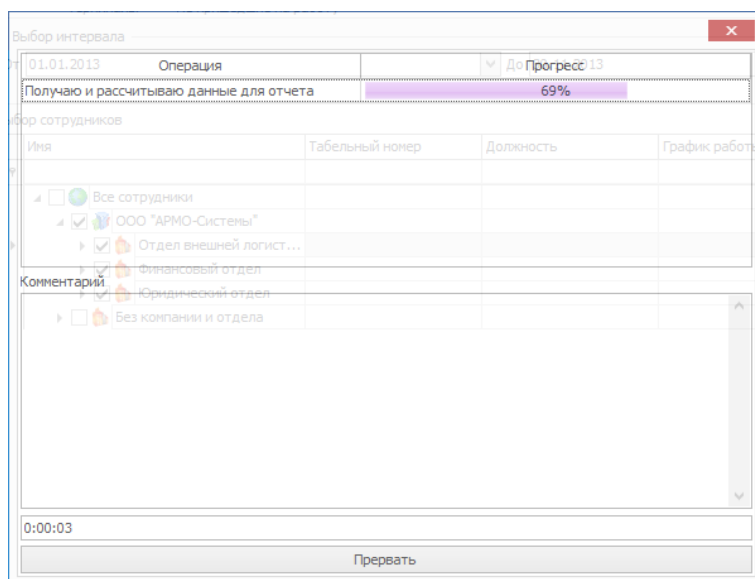 Выбор интервала
От 01.01.2013 До
Операция Прогресс
Получаю и рассчитываю данные для отчета 69%
Выбор сотрудников
Имя Табельный номер Должность График работы
Все сотрудники
ООО "АРМО-Системы"
Отдел внешней логист...
Финансовый отдел
Комментарий
Юридический отдел
Без компании и отдела
0:00:03
Прервать